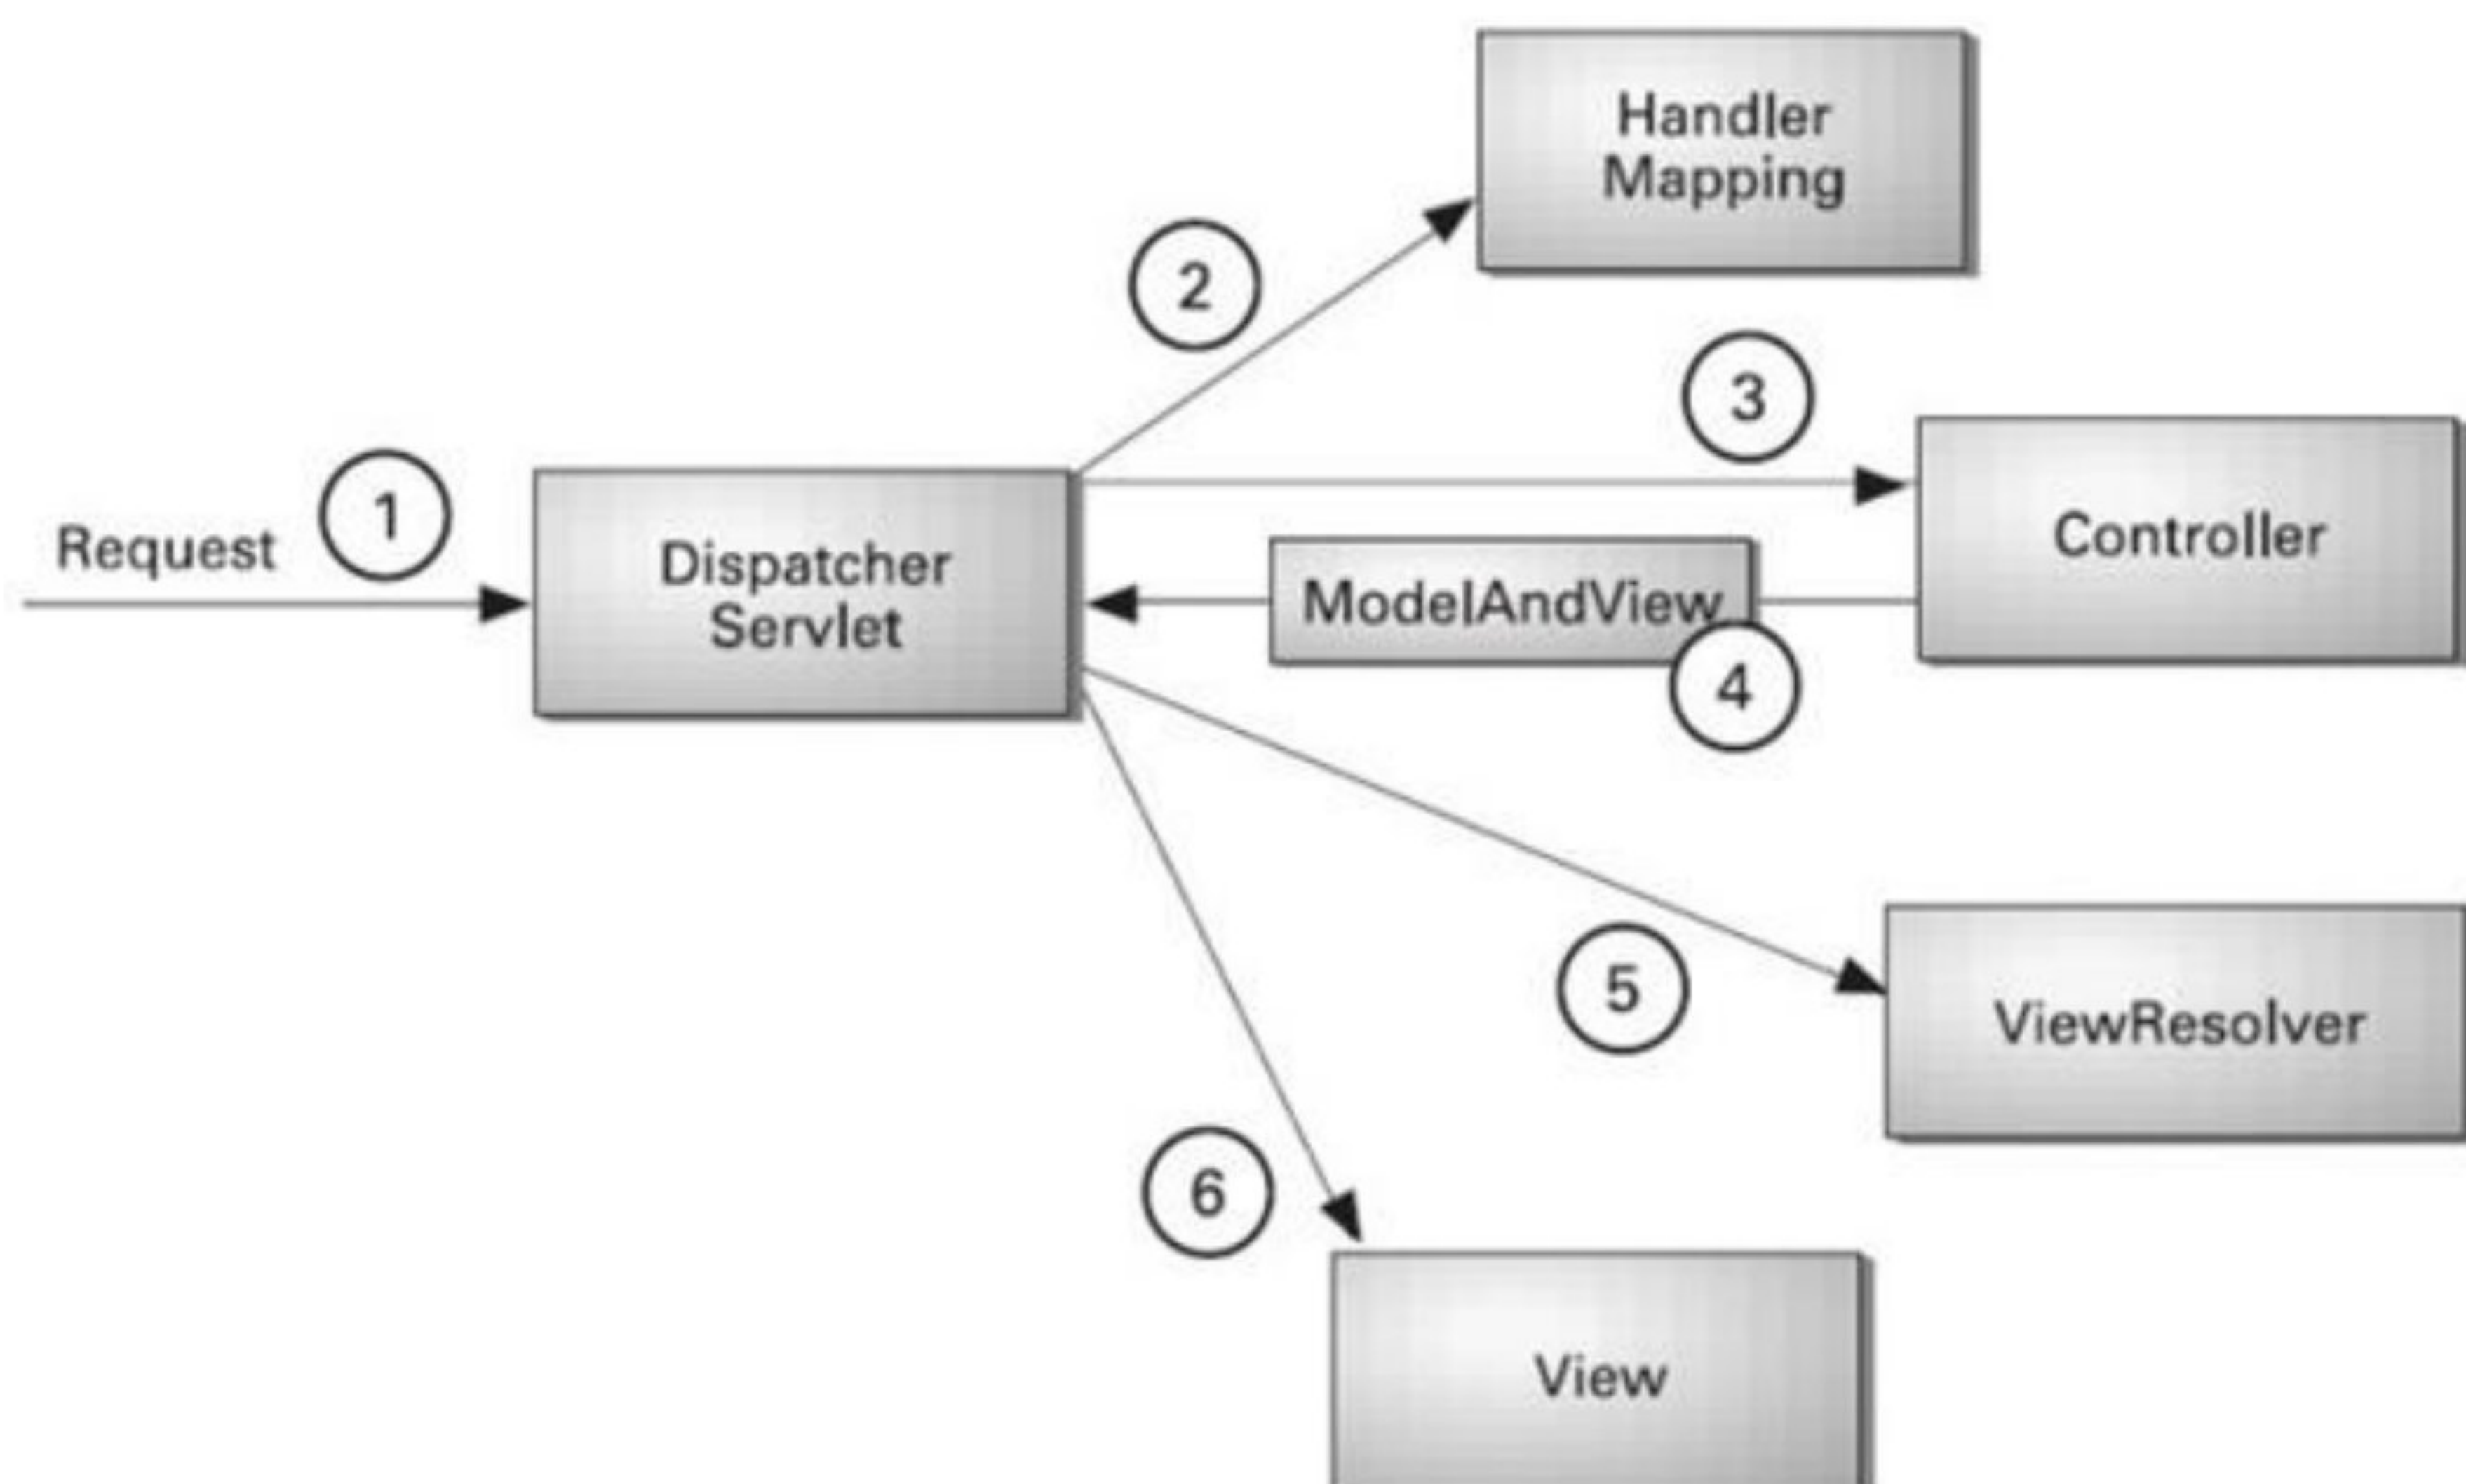 Handler
Mapping
2
3
1
Request
Dispatcher
Servlet
ModelAndView
Controller
4
5
ViewResolver
6
View